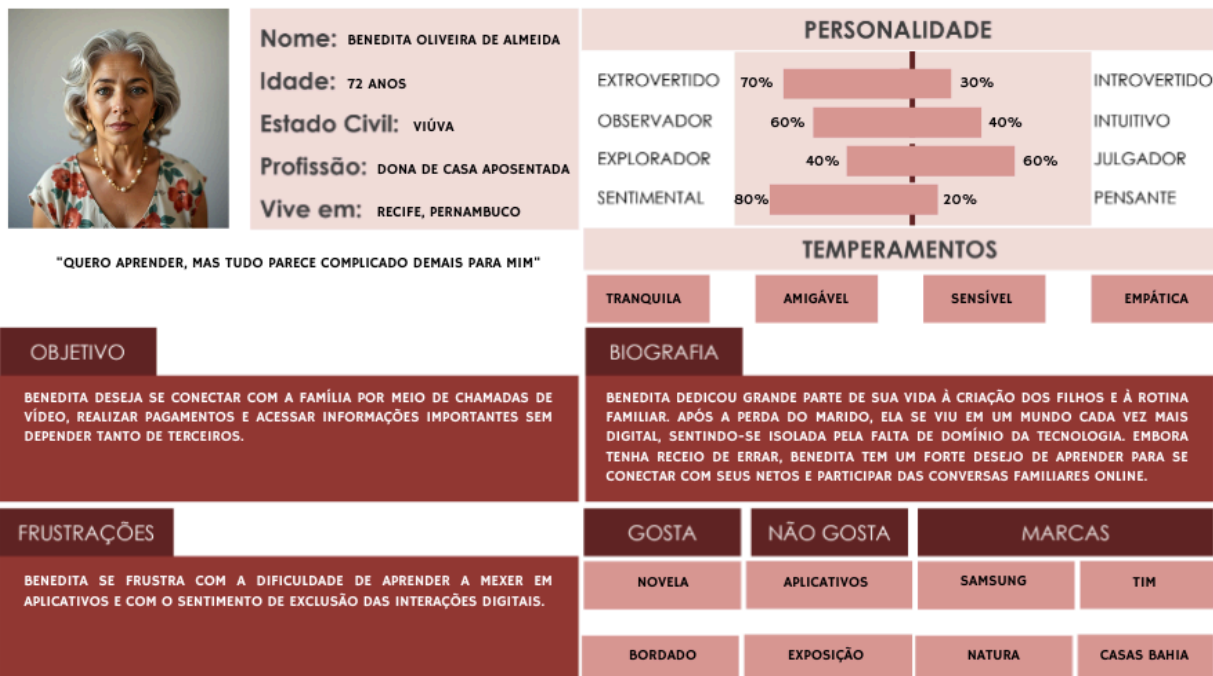 Nome: BENEDITA OLIVEIRA DE ALMEIDA
Idade: 72 ANOS
Estado Civil: VIÚVA
Profissão: DONA DE CASA APOSENTADA
Vive em: RECIFE, PERNAMBUCO
"QUERO APRENDER, MAS TUDO PARECE COMPLICADO DEMAIS PARA MIM"
PERSONALIDADE
EXTROVERTIDO 70% 30% INTROVERTIDO
OBSERVADOR 60% 40% INTUITIVO
EXPLORADOR 40% 60% JULGADOR
SENTIMENTAL 80% 20% PENSANTE
TEMPERAMENTOS
TRANQUILA AMIGÁVEL SENSÍVEL EMPÁTICA
OBJETIVO
BENEDITA DESEJA SE CONECTAR COM A FAMÍLIA POR MEIO DE CHAMADAS DE
VÍDEO, REALIZAR PAGAMENTOS E ACESSAR INFORMAÇÕES IMPORTANTES SEM
DEPENDER TANTO DE TERCEIROS.
BIOGRAFIA
BENEDITA DEDICOU GRANDE PARTE DE SUA VIDA À CRIAÇÃO DOS FILHOS E À ROTINA
FAMILIAR. APÓS A PERDA DO MARIDO, ELA SE VIU EM UM MUNDO CADA VEZ MAIS
DIGITAL, SENTINDO-SE ISOLADA PELA FALTA DE DOMÍNIO DA TECNOLOGIA. EMBORA
TENHA RECEIO DE ERRAR, BENEDITA TEM UM FORTE DESEJO DE APRENDER PARA SE
CONECTAR COM SEUS NETOS E PARTICIPAR DAS CONVERSAS FAMILIARES ONLINE.
FRUSTRAÇÕES
BENEDITA SE FRUSTRA COM A DIFICULDADE DE APRENDER A MEXER EM
APLICATIVOS E COM O SENTIMENTO DE EXCLUSÃO DAS INTERAÇÕES DIGITAIS.
GOSTA NÃO GOSTA MARCAS
NOVELA APLICATIVOS SAMSUNG TIM
BORDADO EXPOSIÇÃO NATURA CASAS BAHIA